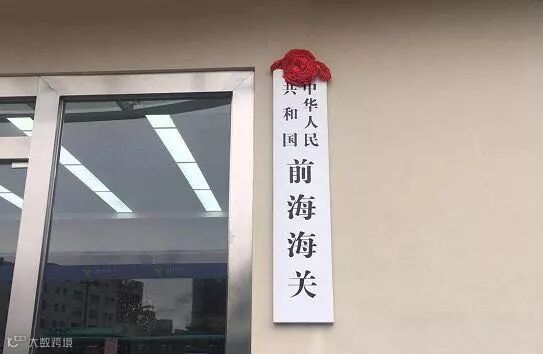 中华人民
共和国
前海海关
大数跨境